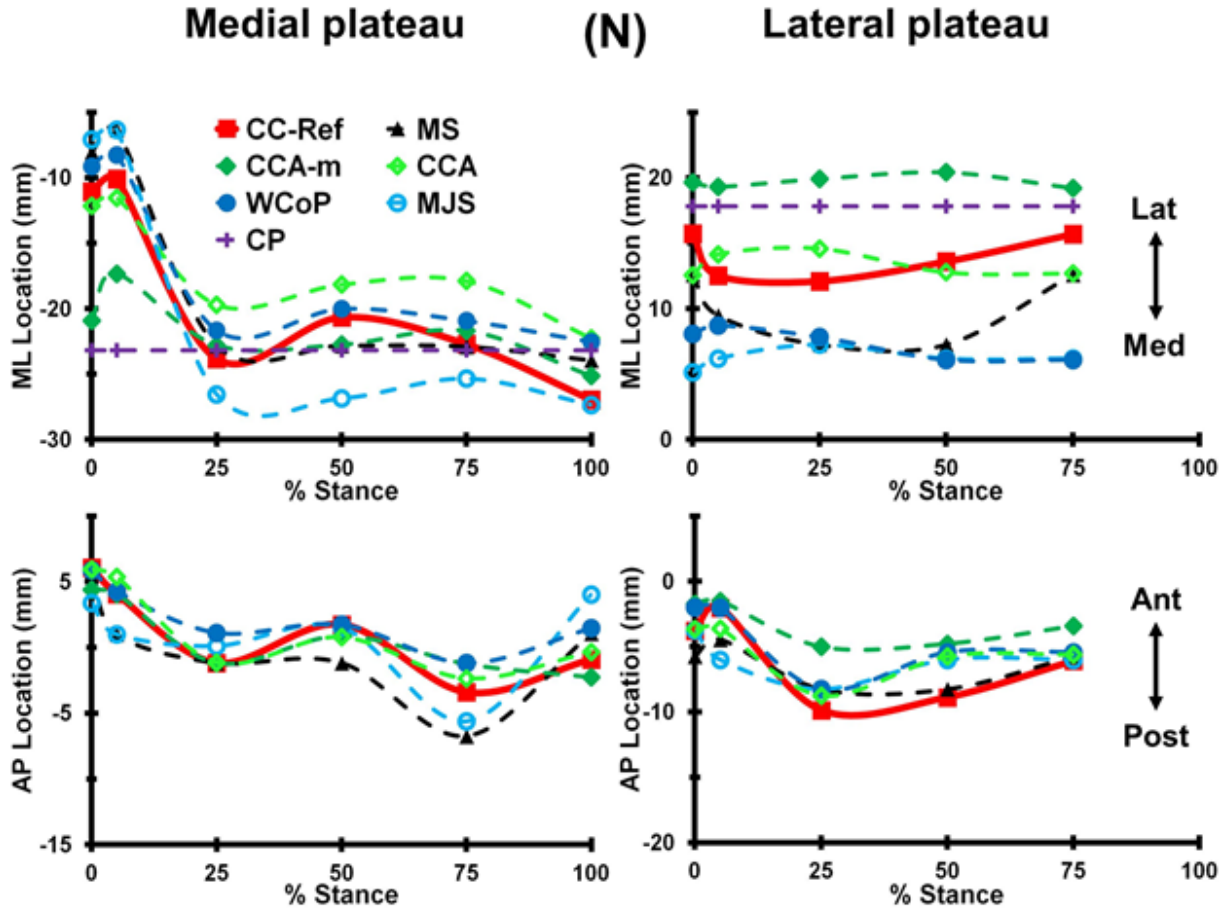 Medial plateau (N) Lateral plateau
ML Location (mm)
-10
-20
-30
CC-Ref MS
CCA-m CCA
WCoP MJS
CP
0 25 50 75 100
% Stance
ML Location (mm)
20
10
0
Lat
Med
0 25 50 75 100
% Stance
AP Location (mm)
5
-5
-15
0 25 50 75 100
% Stance
AP Location (mm)
0
-10
-20
Ant
Post
0 25 50 75 100
% Stance